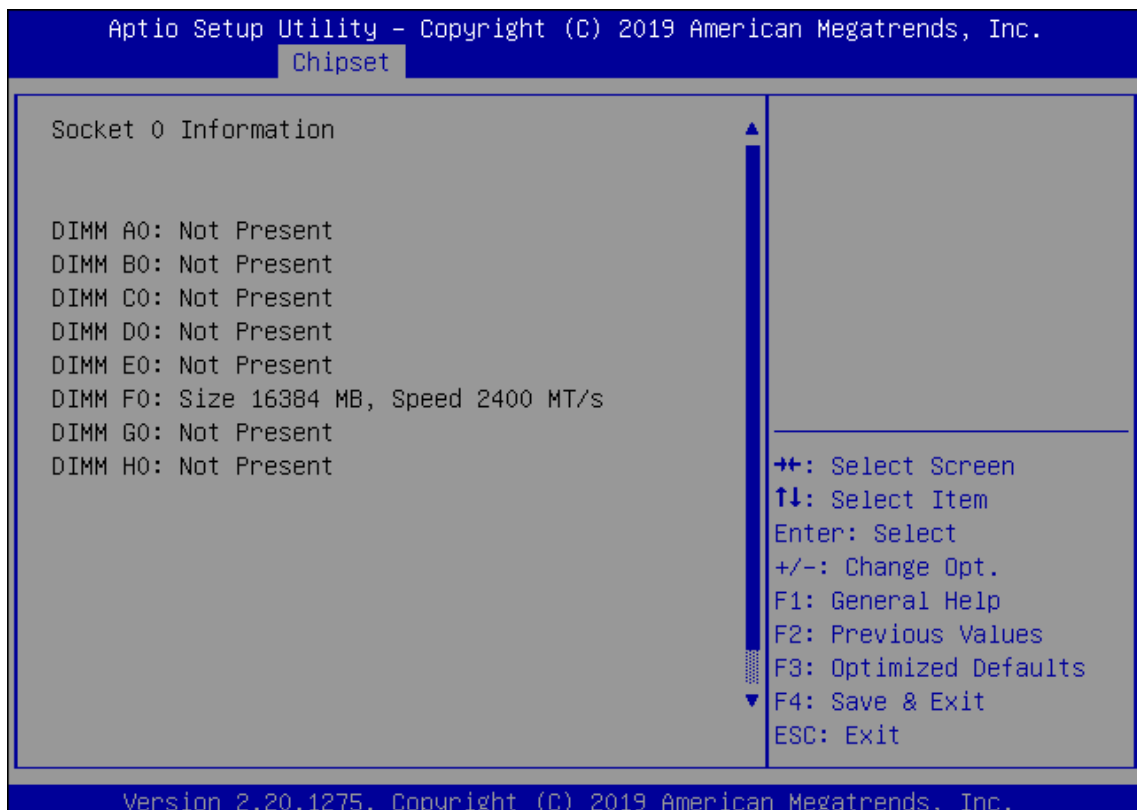 Aptio Setup Utility – Copyright (C) 2019 American Megatrends, Inc.
Chipset
Socket 0 Information
DIMM A0: Not Present
DIMM B0: Not Present
DIMM C0: Not Present
DIMM D0: Not Present
DIMM E0: Not Present
DIMM F0: Size 16384 MB, Speed 2400 MT/s
DIMM G0: Not Present
DIMM H0: Not Present
→←: Select Screen
↑↓: Select Item
Enter: Select
+/-: Change Opt.
F1: General Help
F2: Previous Values
F3: Optimized Defaults
F4: Save & Exit
ESC: Exit
Version 2.20.1275. Copyright (C) 2019 American Megatrends, Inc.